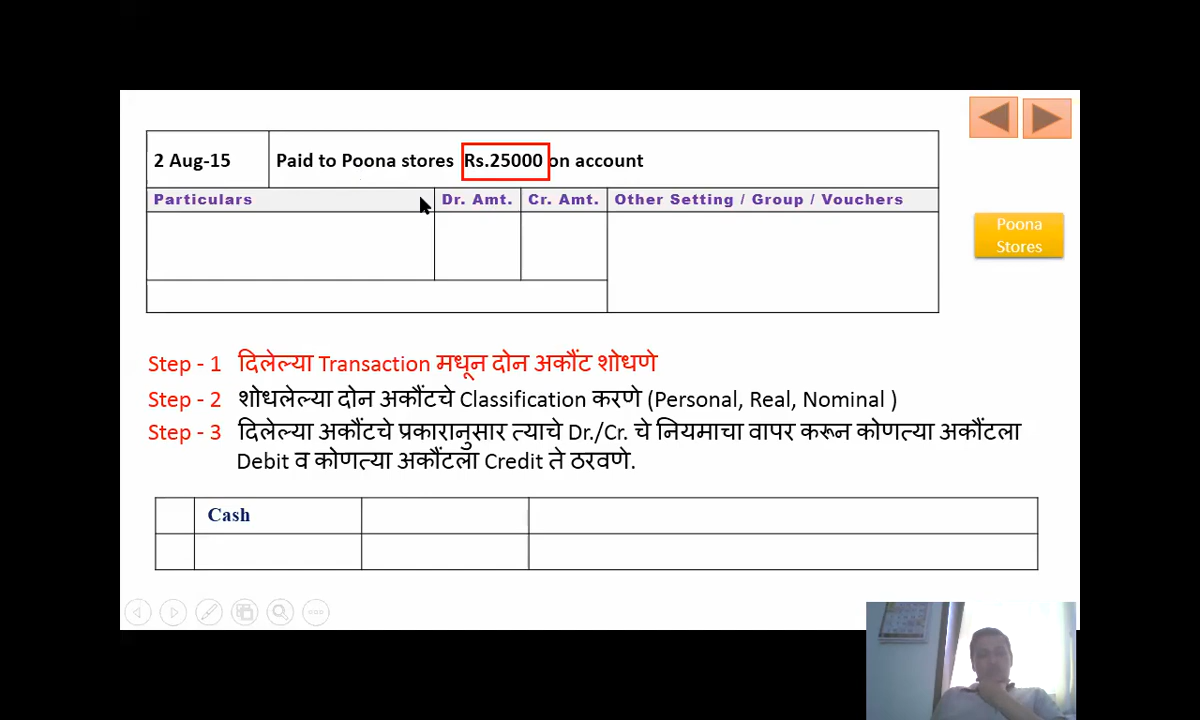 2 Aug-15 Paid to Poona stores Rs.25000 on account
Particulars Dr. Amt. Cr. Amt. Other Setting / Group / Vouchers
Poona
Stores
Step - 1 दिलेल्या Transaction मधून दोन अकौंट शोधणे
Step - 2 शोधलेल्या दोन अकौंटचे Classification करणे (Personal, Real, Nominal )
Step - 3 दिलेल्या अकौंटचे प्रकारानुसार त्याचे Dr./Cr. चे नियमाचा वापर करून कोणत्या अकौंटला
Debit व कोणत्या अकौंटला Credit ते ठरवणे.
Cash